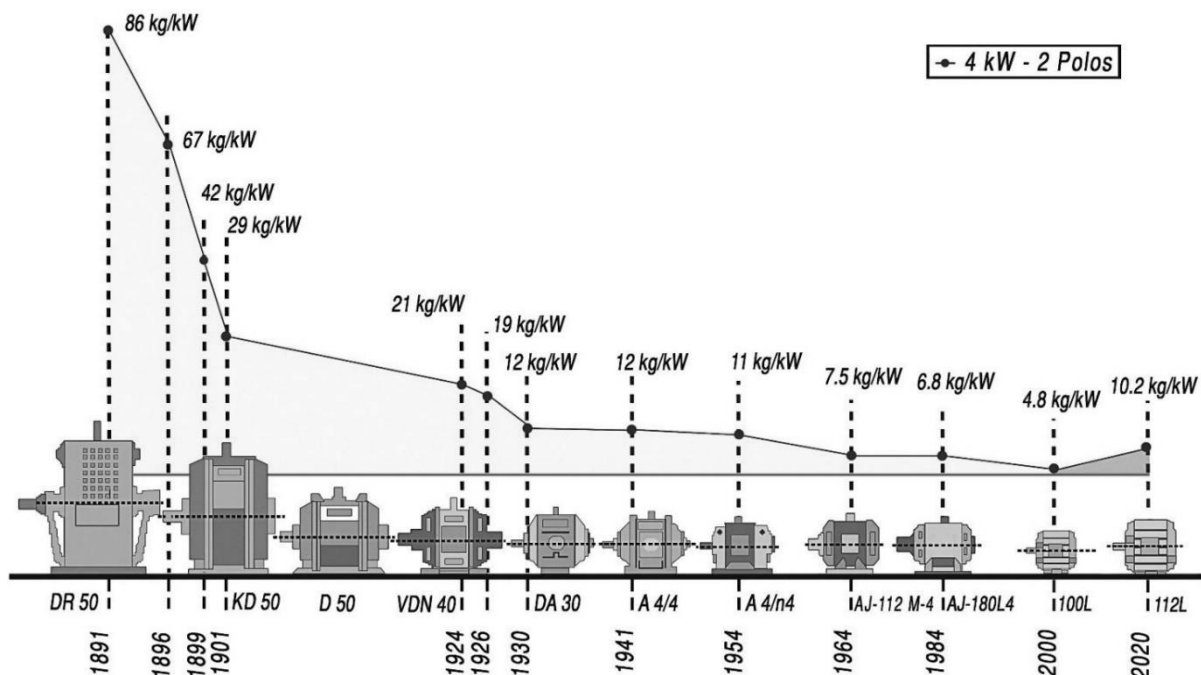 86 kg/kW
4 kW - 2 Polos
67 kg/kW
42 kg/kW
29 kg/kW
21 kg/kW
19 kg/kW
12 kg/kW
12 kg/kW
11 kg/kW
7.5 kg/kW
6.8 kg/kW
4.8 kg/kW
10.2 kg/kW
DR 50
KD 50
D 50
VDN 40
DA 30
A 4/4
A 4/n4
AJ-112 M-4
AJ-180L4
100L
112L
1891
1896
1899
1901
1924
1926
1930
1941
1954
1964
1984
2000
2020